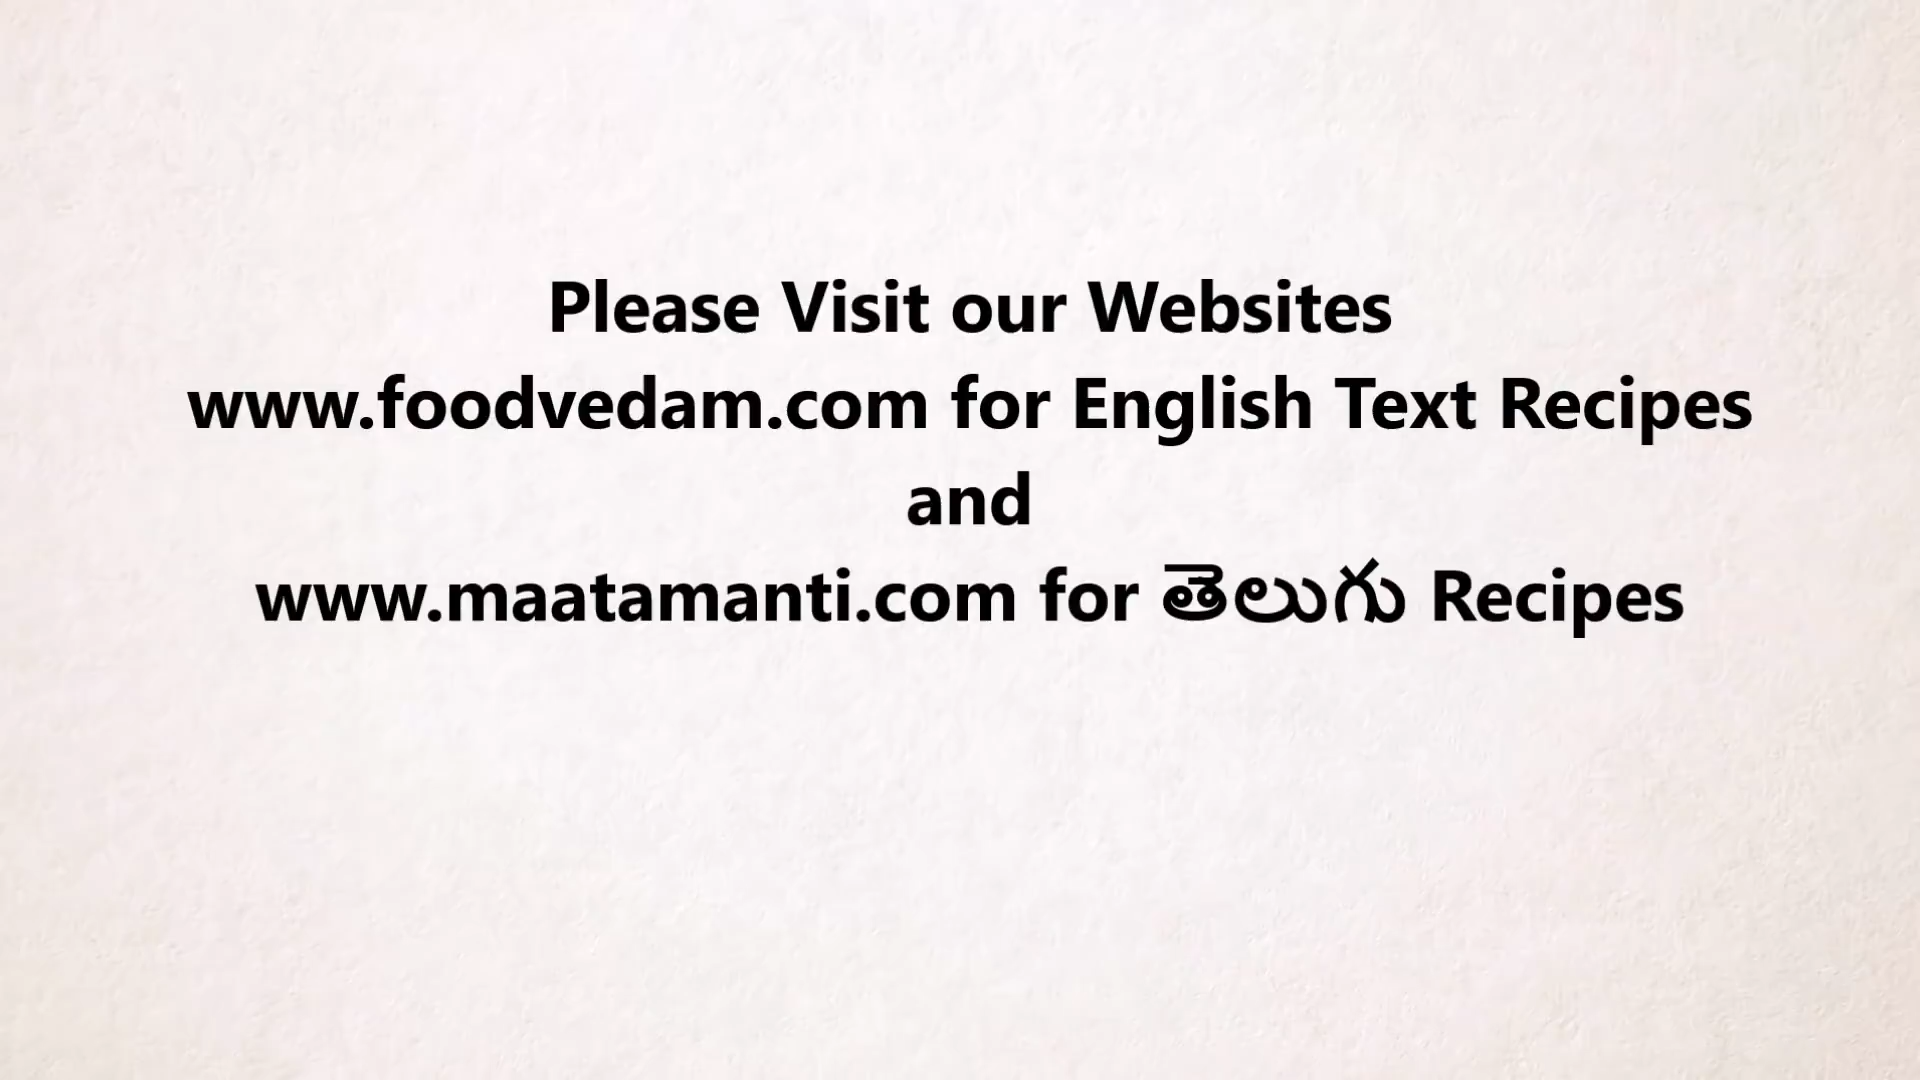 Please Visit our Websites
www.foodvedam.com for English Text Recipes
and
www.maatamanti.com for తెలుగు Recipes